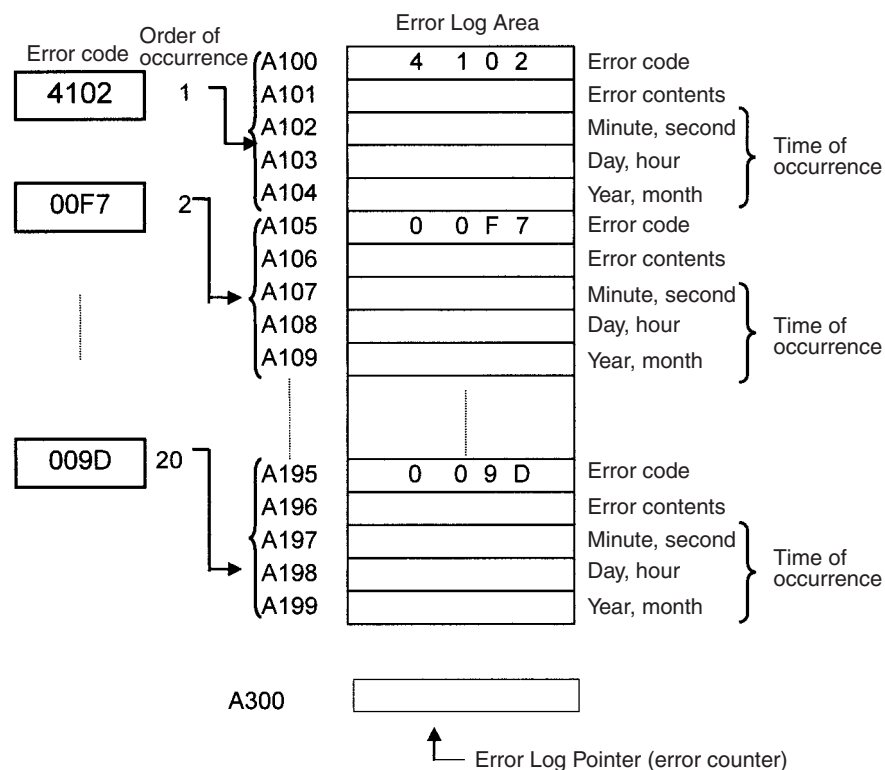 Error Log Area
Error code
Order of occurrence
4102 1
A100 4 1 0 2 Error code
A101 Error contents
A102 Minute, second
A103 Day, hour
A104 Year, month
Time of occurrence
00F7 2
A105 0 0 F 7 Error code
A106 Error contents
A107 Minute, second
A108 Day, hour
A109 Year, month
Time of occurrence
009D 20
A195 0 0 9 D Error code
A196 Error contents
A197 Minute, second
A198 Day, hour
A199 Year, month
Time of occurrence
A300
Error Log Pointer (error counter)